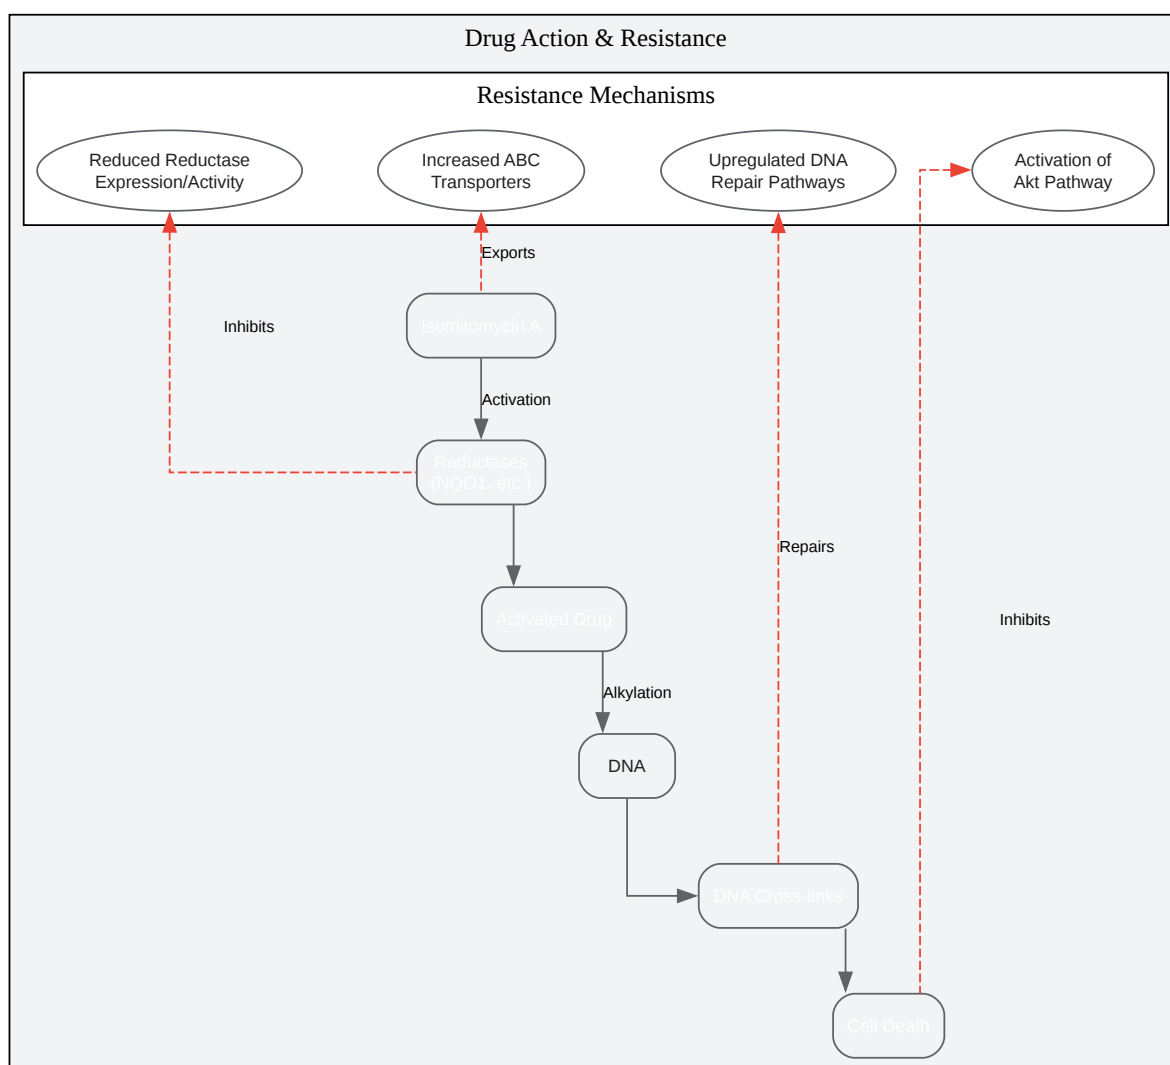 Drug Action & Resistance
Resistance Mechanisms
Reduced Reductase
Expression/Activity
Increased ABC
Transporters
Upregulated DNA
Repair Pathways
Activation of
Akt Pathway
Exports
Inhibits
Isomitomycin A
Activation
Reductases
(NQO1, etc.)
Repairs
Activated Drug
Inhibits
Alkylation
DNA
DNA Cross-links
Cell Death